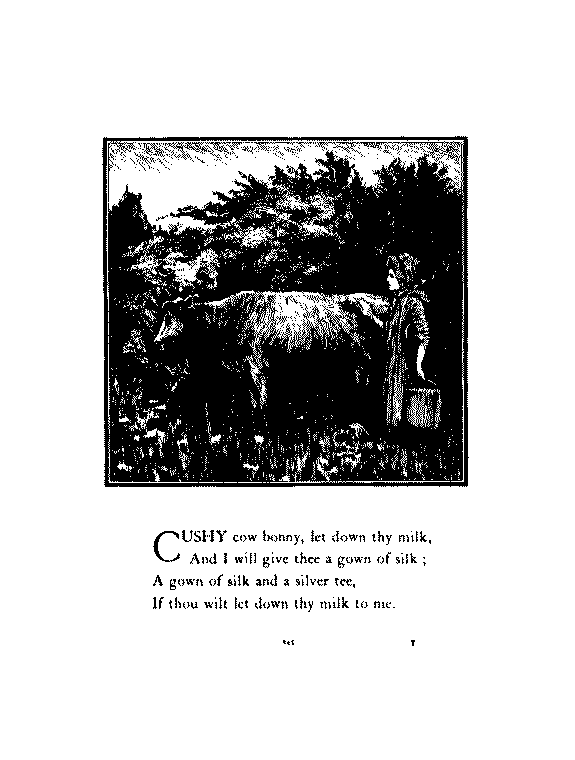 CUSHY cow bonny, let down thy milk,
And I will give thee a gown of silk ;
A gown of silk and a silver tee,
If thou wilt let down thy milk to me.